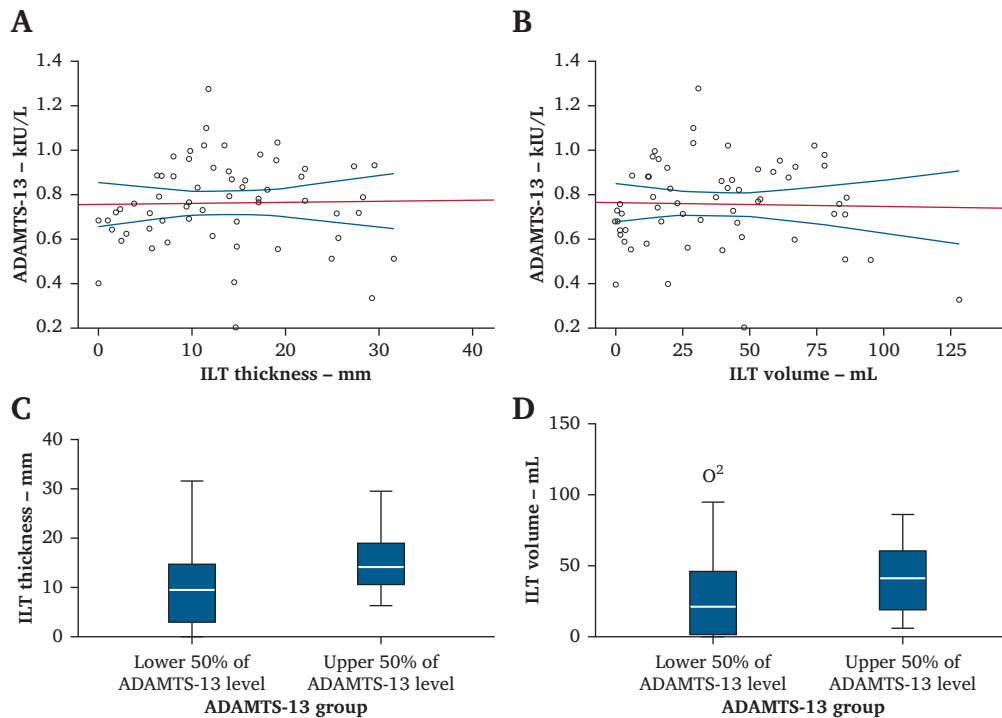 A
ADAMTS-13 – kIU/L
1.4
1.2
1.0
0.8
0.6
0.4
0.2
0
10
20
30
40
ILT thickness – mm
B
ADAMTS-13 – kIU/L
1.4
1.2
1.0
0.8
0.6
0.4
0.2
0
25
50
75
100
125
ILT volume – mL
C
ILT thickness – mm
40
30
20
10
0
Lower 50% of
ADAMTS-13 level
Upper 50% of
ADAMTS-13 level
ADAMTS-13 group
D
ILT volume – mL
150
100
50
0
O²
Lower 50% of
ADAMTS-13 level
Upper 50% of
ADAMTS-13 level
ADAMTS-13 group